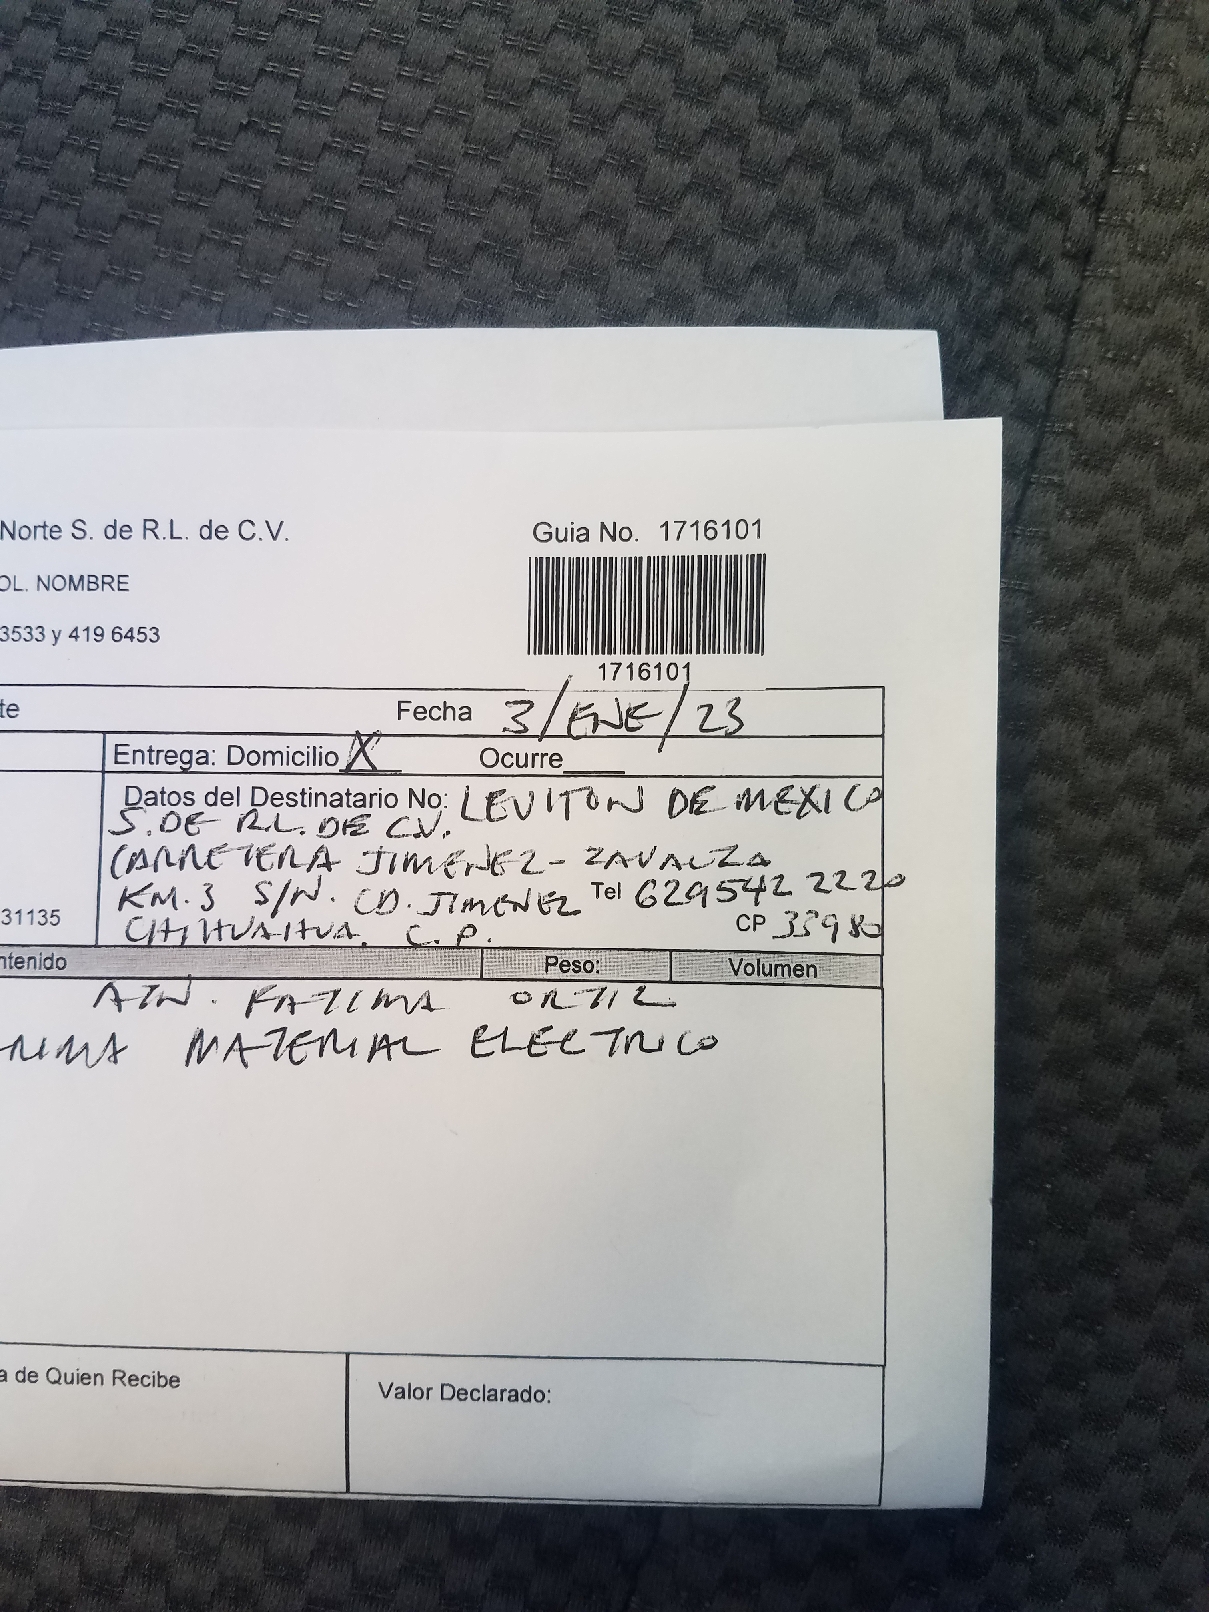 Norte S. de R.L. de C.V.
Guia No. 1716101
OL. NOMBRE
3533 y 419 6453
1716101
te
Fecha 3/ENE/23
Entrega: Domicilio X Ocurre
Datos del Destinatario No: LEVITON DE MEXICO
S. DE R.L. DE C.V.
CARRETERA JIMENEZ - ZAVALZA
KM. 3 S/N. CD. JIMENEZ Tel 629542 2220
31135
CHIHUAHUA. C.P. CP 33980
ntenido Peso: Volumen
ATN. FATIMA ORTIZ
RIMA MATERIAL ELECTRICO
a de Quien Recibe
Valor Declarado: